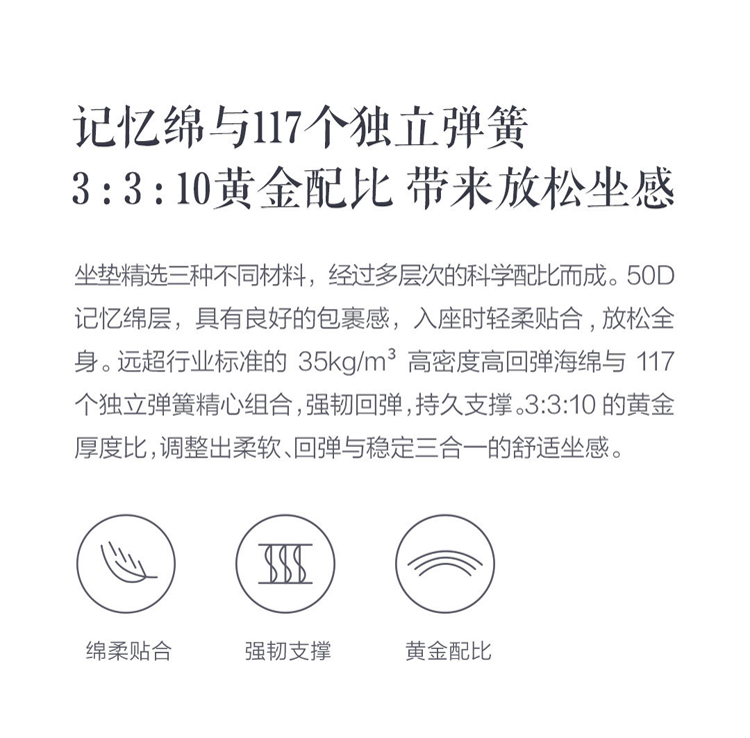 记忆绵与117个独立弹簧
3:3:10黄金配比 带来放松坐感
坐垫精选三种不同材料，经过多层次的科学配比而成。50D
记忆绵层，具有良好的包裹感，入座时轻柔贴合，放松全
身。远超行业标准的 35kg/m³ 高密度高回弹海绵与 117
个独立弹簧精心组合，强韧回弹，持久支撑。3:3:10 的黄金
厚度比，调整出柔软、回弹与稳定三合一的舒适坐感。
绵柔贴合
强韧支撑
黄金配比